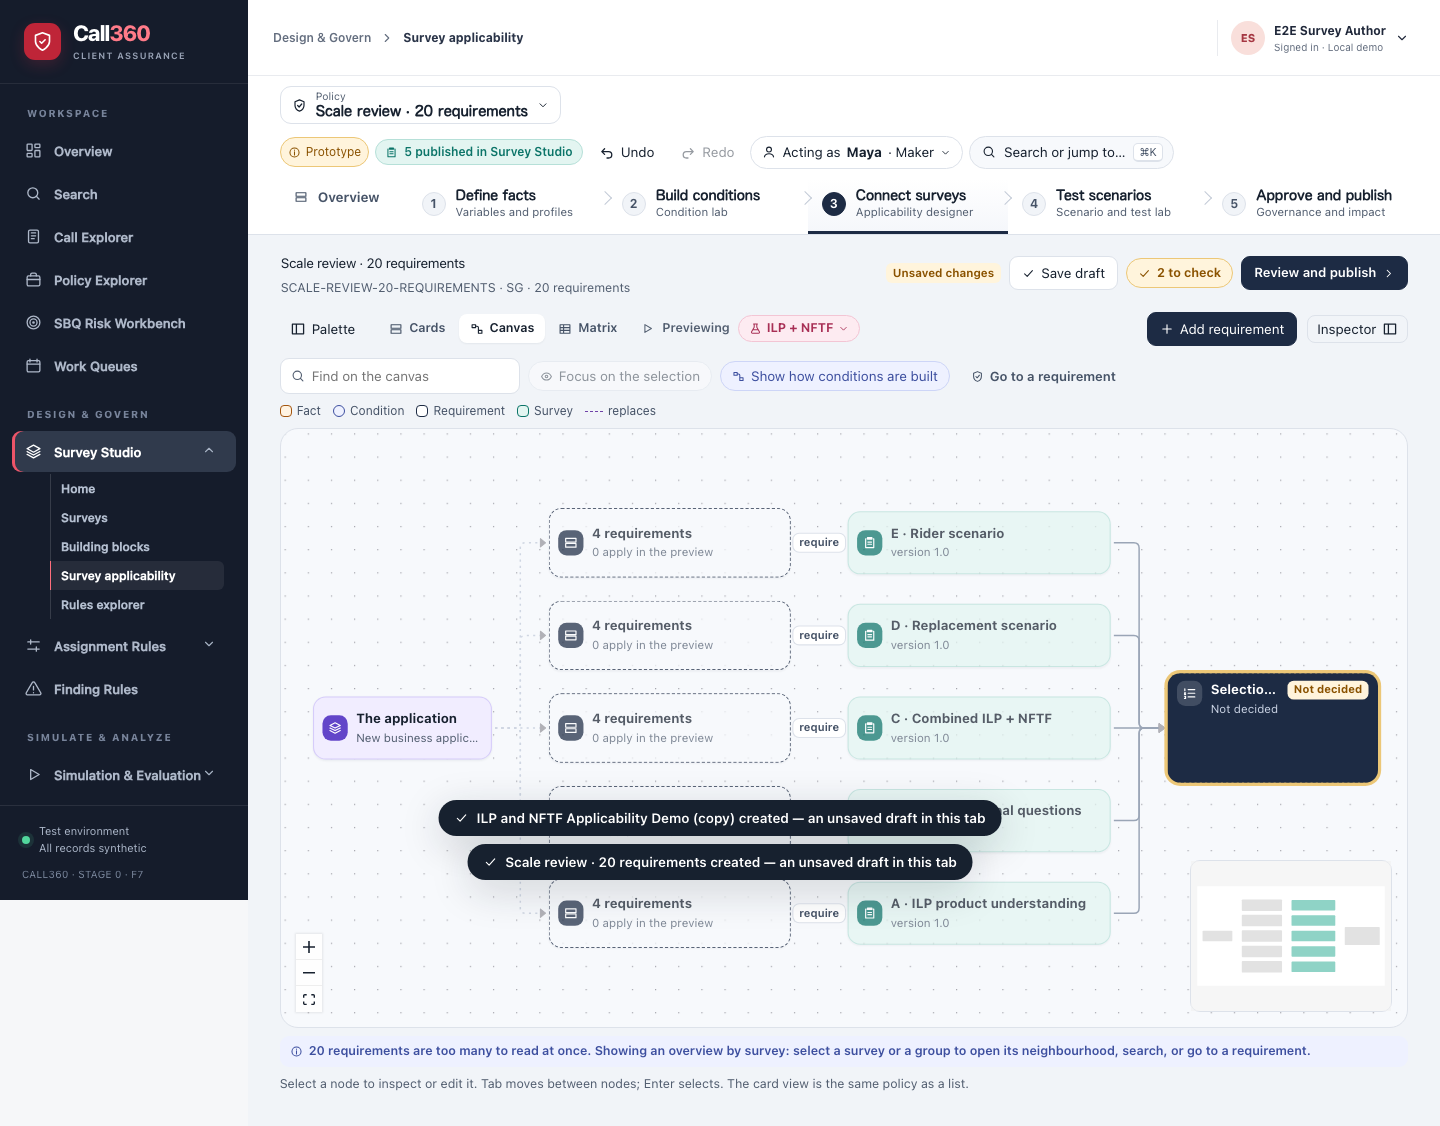 Call360
CLIENT ASSURANCE
WORKSPACE
Overview
Search
Call Explorer
Policy Explorer
SBQ Risk Workbench
Work Queues
DESIGN & GOVERN
Survey Studio
Home
Surveys
Building blocks
Survey applicability
Rules explorer
Assignment Rules
Finding Rules
SIMULATE & ANALYZE
Simulation & Evaluation
Test environment
All records synthetic
CALL360 · STAGE 0 · F7
Design & Govern
Survey applicability
ES
E2E Survey Author
Signed in · Local demo
Policy
Scale review · 20 requirements
Prototype
5 published in Survey Studio
Undo
Redo
Acting as Maya · Maker
Search or jump to...
⌘K
Overview
1
Define facts
Variables and profiles
2
Build conditions
Condition lab
3
Connect surveys
Applicability designer
4
Test scenarios
Scenario and test lab
5
Approve and publish
Governance and impact
Scale review · 20 requirements
SCALE-REVIEW-20-REQUIREMENTS · SG · 20 requirements
Unsaved changes
Save draft
2 to check
Review and publish
Palette
Cards
Canvas
Matrix
Previewing
ILP + NFTF
Add requirement
Inspector
Find on the canvas
Focus on the selection
Show how conditions are built
Go to a requirement
Fact
Condition
Requirement
Survey
---- replaces
4 requirements
0 apply in the preview
require
E · Rider scenario
version 1.0
4 requirements
0 apply in the preview
require
D · Replacement scenario
version 1.0
The application
New business applic...
4 requirements
0 apply in the preview
require
C · Combined ILP + NFTF
version 1.0
Selectio...
Not decided
Not decided
al questions
ILP and NFTF Applicability Demo (copy) created — an unsaved draft in this tab
Scale review · 20 requirements created — an unsaved draft in this tab
4 requirements
0 apply in the preview
require
A · ILP product understanding
version 1.0
20 requirements are too many to read at once. Showing an overview by survey: select a survey or a group to open its neighbourhood, search, or go to a requirement.
Select a node to inspect or edit it. Tab moves between nodes; Enter selects. The card view is the same policy as a list.